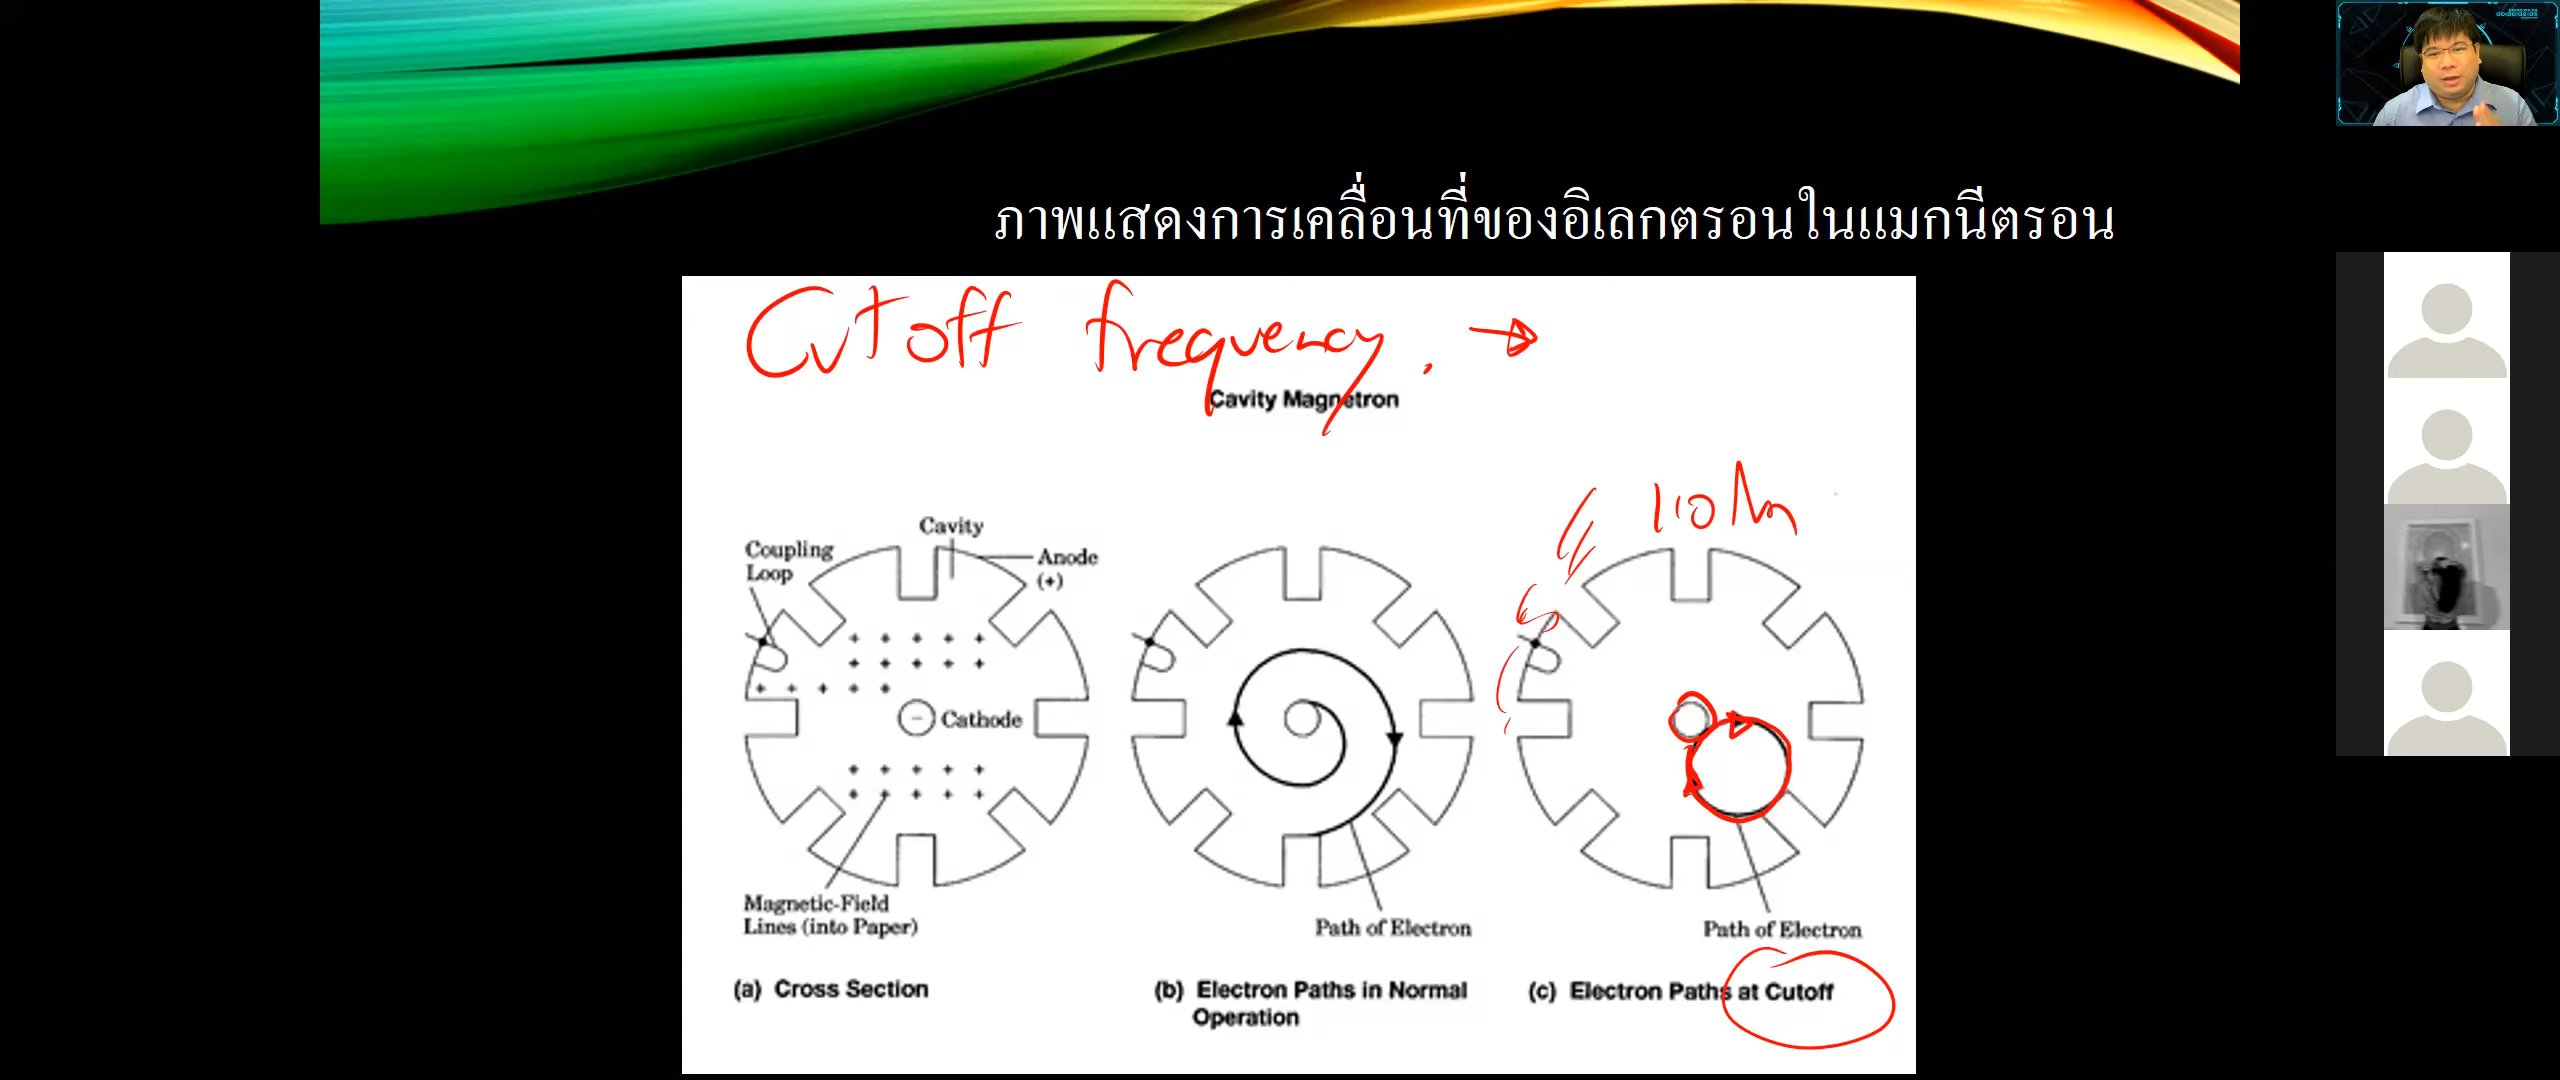 ภาพแสดงการเคลื่อนที่ของอิเลกตรอนในแมกนีตรอน
Cutoff frequency. →
Cavity Magnetron
Coupling
Loop
Cavity
Anode
(+)
Cathode
Magnetic-Field
Lines (into Paper)
Path of Electron
Path of Electron
(a) Cross Section
(b) Electron Paths in Normal
Operation
(c) Electron Paths at Cutoff